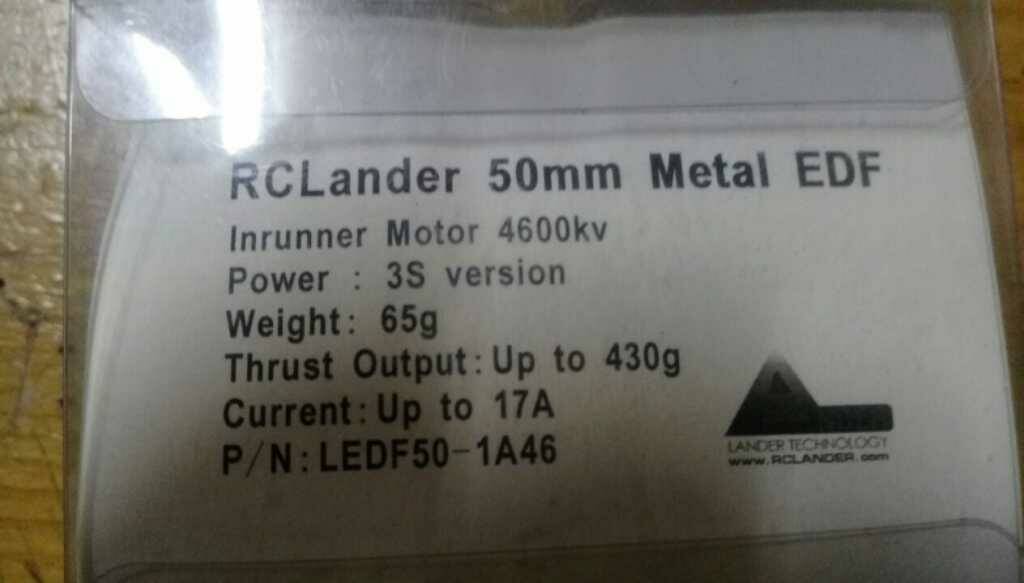 RCLander 50mm Metal EDF
Inrunner Motor 4600kv
Power : 3S version
Weight: 65g
Thrust Output:Up to 430g
Current:Up to 17A
P/N:LEDF50-1A46
LANDER TECHNOLOGY
www.RCLANDER.com